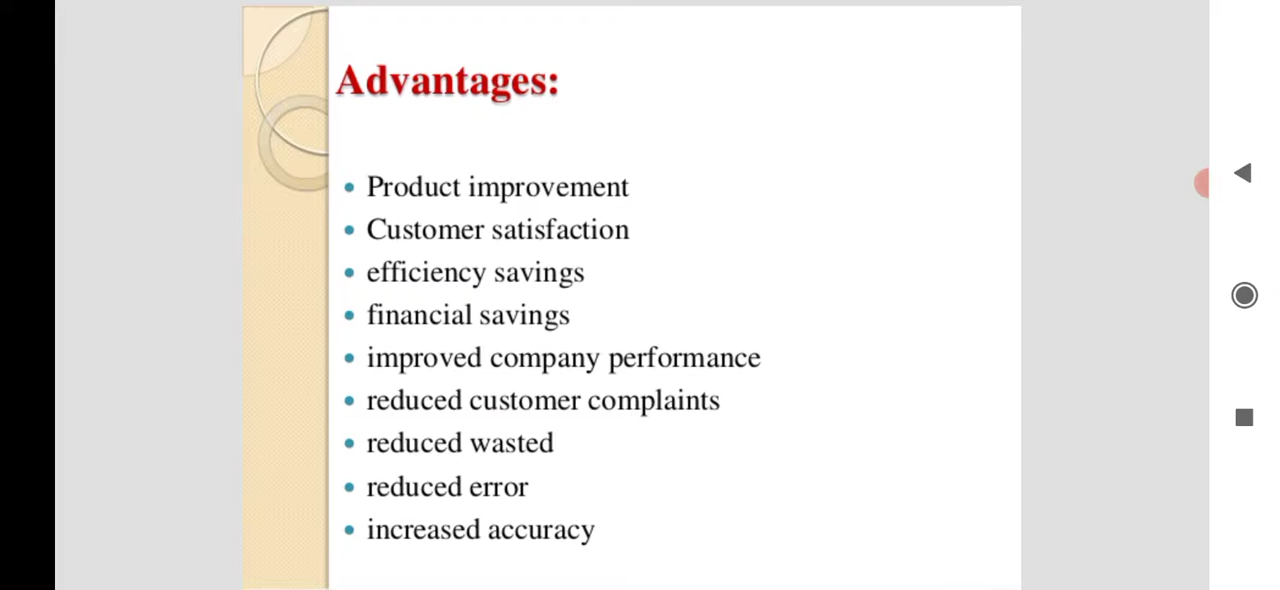 Advantages:
Product improvement
Customer satisfaction
efficiency savings
financial savings
improved company performance
reduced customer complaints
reduced wasted
reduced error
increased accuracy